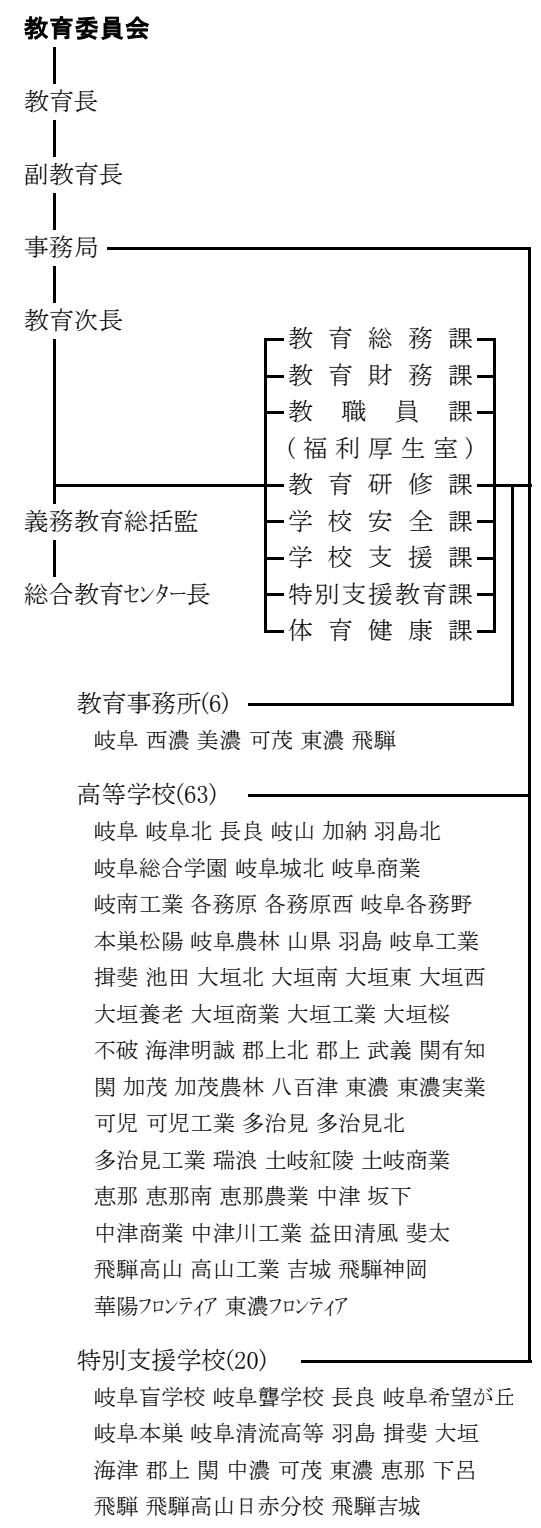 教育委員会
教育長
副教育長
事務局
教育次長
教育総務課
教育財務課
教職員課
(福利厚生室)
教育研修課
学校安全課
学校支援課
特別支援教育課
体育健康課
義務教育総括監
総合教育センター長
教育事務所(6)
岐阜 西濃 美濃 可茂 東濃 飛騨
高等学校(63)
岐阜 岐阜北 長良 岐山 加納 羽島北
岐阜総合学園 岐阜城北 岐阜商業
岐南工業 各務原 各務原西 岐阜各務野
本巣松陽 岐阜農林 山県 羽島 岐阜工業
揖斐 池田 大垣北 大垣南 大垣東 大垣西
大垣養老 大垣商業 大垣工業 大垣桜
不破 海津明誠 郡上北 郡上 武義 関有知
関 加茂 加茂農林 八百津 東濃 東濃実業
可児 可児工業 多治見 多治見北
多治見工業 瑞浪 土岐紅陵 土岐商業
恵那 恵那南 恵那農業 中津 坂下
中津商業 中津川工業 益田清風 斐太
飛騨高山 高山工業 吉城 飛騨神岡
華陽フロンティア 東濃フロンティア
特別支援学校(20)
岐阜盲学校 岐阜聾学校 長良 岐阜希望が丘
岐阜本巣 岐阜清流高等 羽島 揖斐 大垣
海津 郡上 関 中濃 可茂 東濃 恵那 下呂
飛騨 飛騨高山日赤分校 飛騨吉城